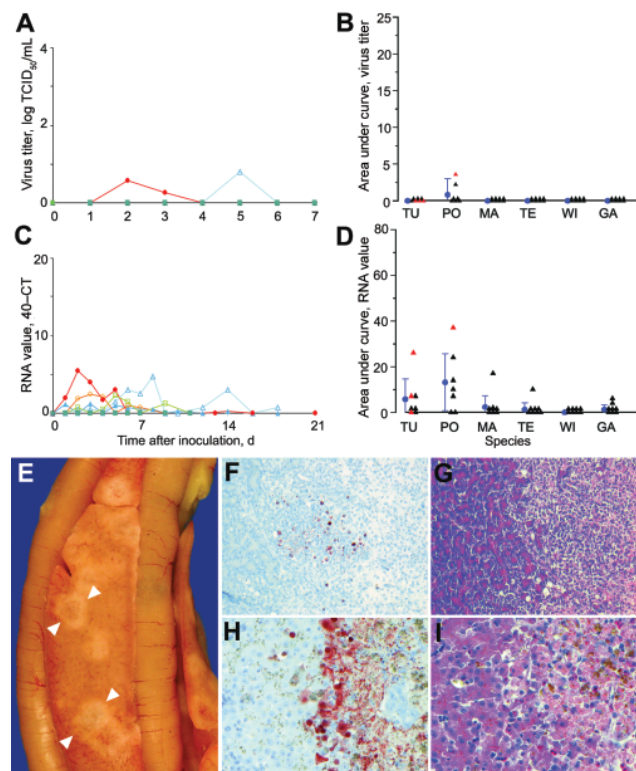 A
Virus titer, log TCID50/mL
4
2
0
0 1 2 3 4 5 6 7
B
Area under curve, virus titer
25
20
15
10
5
0
TU PO MA TE WI GA
C
RNA value, 40–CT
20
10
0
0 7 14 21
Time after inoculation, d
D
Area under curve, RNA value
80
60
40
20
0
TU PO MA TE WI GA
Species
E
F
G
H
I